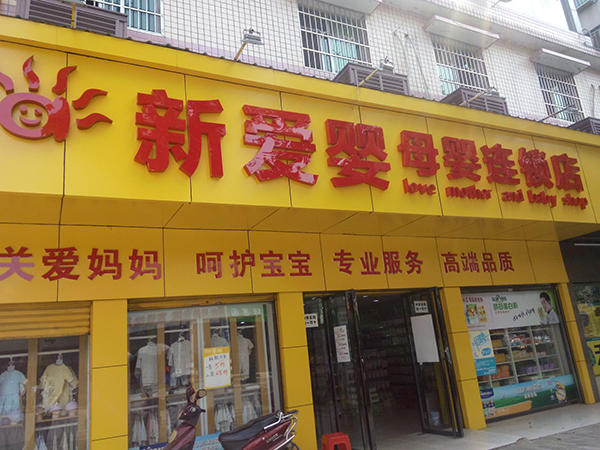 新爱婴母婴连锁店
love mother and baby shop
关爱妈妈 呵护宝宝 专业服务 高端品质